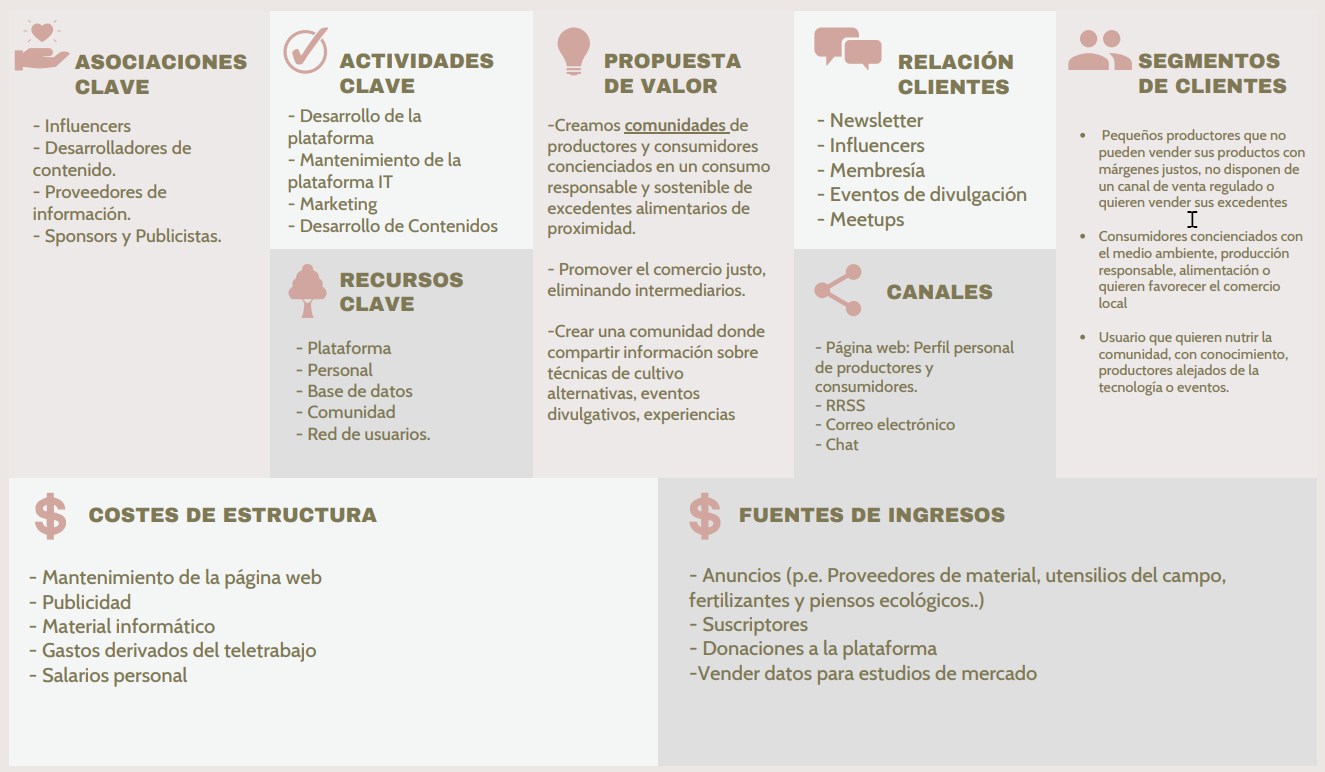 ASOCIACIONES
CLAVE
- Influencers
- Desarrolladores de
contenido.
- Proveedores de
información.
- Sponsors y Publicistas.
ACTIVIDADES
CLAVE
- Desarrollo de la
plataforma
- Mantenimiento de la
plataforma IT
- Marketing
- Desarrollo de Contenidos
RECURSOS
CLAVE
- Plataforma
- Personal
- Base de datos
- Comunidad
- Red de usuarios.
PROPUESTA
DE VALOR
-Creamos comunidades de
productores y consumidores
concienciados en un consumo
responsable y sostenible de
excedentes alimentarios de
proximidad.
- Promover el comercio justo,
eliminando intermediarios.
-Crear una comunidad donde
compartir información sobre
técnicas de cultivo
alternativas, eventos
divulgativos, experiencias
RELACIÓN
CLIENTES
- Newsletter
- Influencers
- Membresía
- Eventos de divulgación
- Meetups
CANALES
- Página web: Perfil personal
de productores y
consumidores.
- RRSS
- Correo electrónico
- Chat
SEGMENTOS
DE CLIENTES
• Pequeños productores que no
pueden vender sus productos con
márgenes justos, no disponen de
un canal de venta regulado o
quieren vender sus excedentes
• Consumidores concienciados con
el medio ambiente, producción
responsable, alimentación o
quieren favorecer el comercio
local
• Usuario que quieren nutrir la
comunidad, con conocimiento,
productores alejados de la
tecnología o eventos.
COSTES DE ESTRUCTURA
- Mantenimiento de la página web
- Publicidad
- Material informático
- Gastos derivados del teletrabajo
- Salarios personal
FUENTES DE INGRESOS
- Anuncios (p.e. Proveedores de material, utensilios del campo,
fertilizantes y piensos ecológicos..)
- Suscriptores
- Donaciones a la plataforma
-Vender datos para estudios de mercado